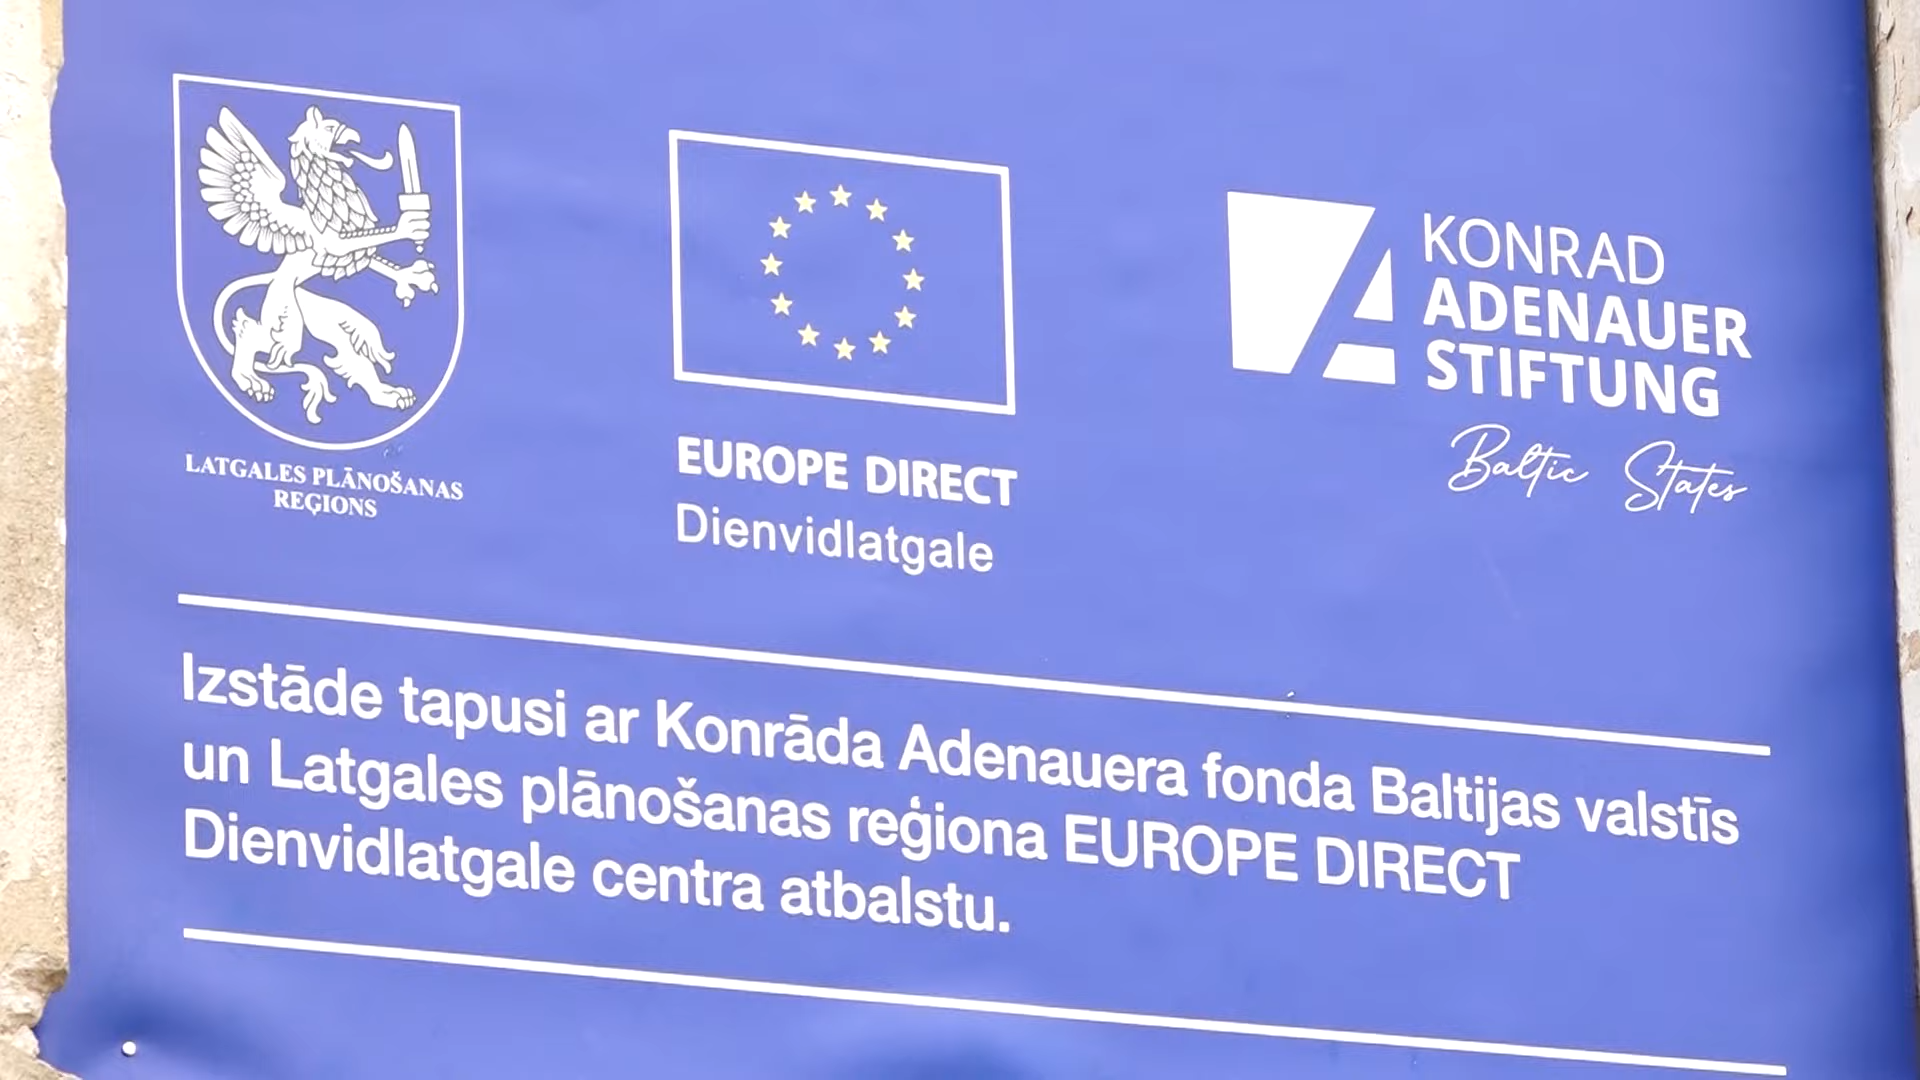 LATGALES PLĀNOŠANAS
REĢIONS
EUROPE DIRECT
Dienvidlatgale
KONRAD
ADENAUER
STIFTUNG
Baltic States
Izstāde tapusi ar Konrāda Adenauera fonda Baltijas valstīs
un Latgales plānošanas reģiona EUROPE DIRECT
Dienvidlatgale centra atbalstu.